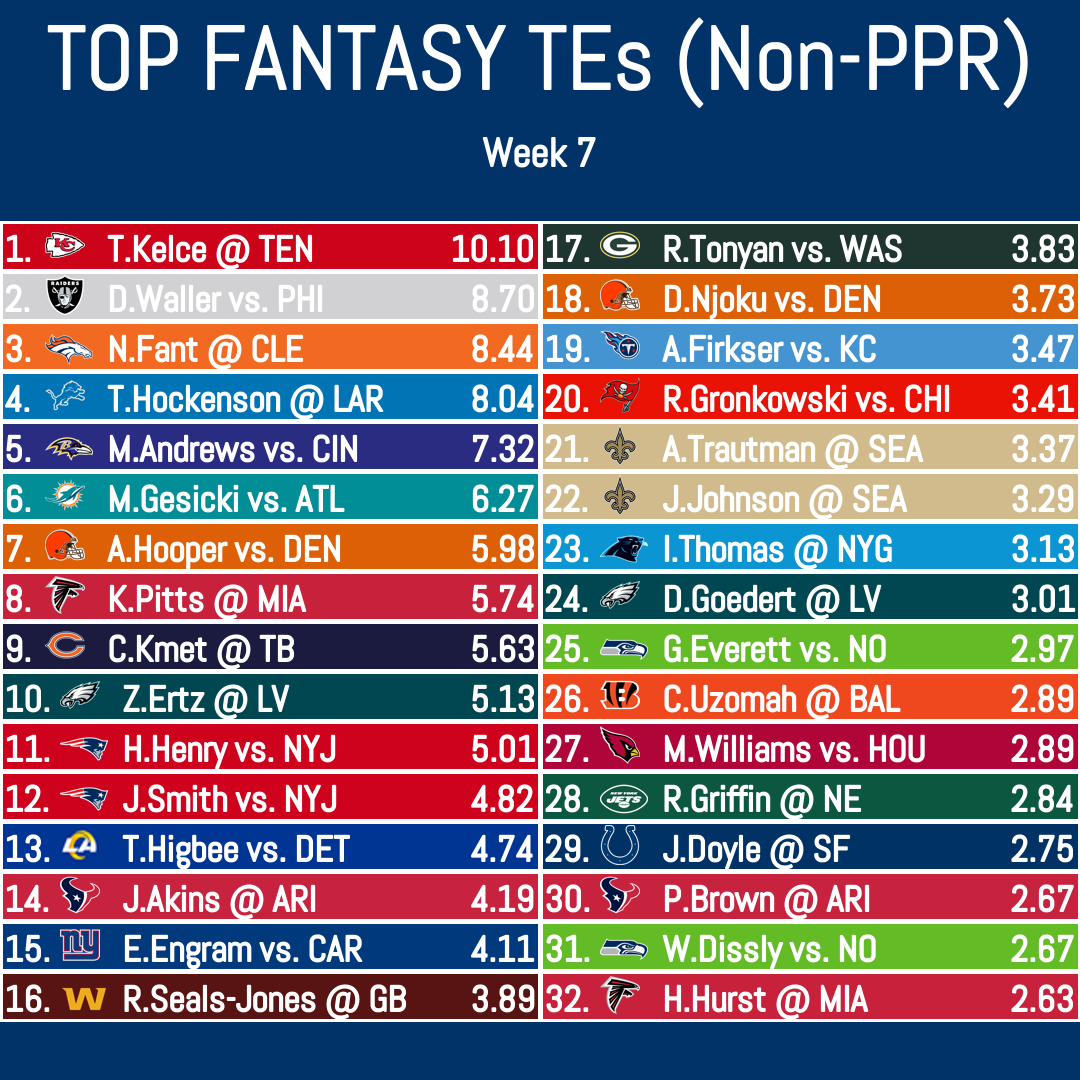 TOP FANTASY TEs (Non-PPR)
Week 7
1. T.Kelce @ TEN 10.10
2. RAIDERS D.Waller vs. PHI 8.70
3. N.Fant @ CLE 8.44
4. T.Hockenson @ LAR 8.04
5. M.Andrews vs. CIN 7.32
6. M.Gesicki vs. ATL 6.27
7. A.Hooper vs. DEN 5.98
8. K.Pitts @ MIA 5.74
9. C.Kmet @ TB 5.63
10. Z.Ertz @ LV 5.13
11. H.Henry vs. NYJ 5.01
12. J.Smith vs. NYJ 4.82
13. T.Higbee vs. DET 4.74
14. J.Akins @ ARI 4.19
15. ny E.Engram vs. CAR 4.11
16. W R.Seals-Jones @ GB 3.89
17. G R.Tonyan vs. WAS 3.83
18. D.Njoku vs. DEN 3.73
19. A.Firkser vs. KC 3.47
20. R.Gronkowski vs. CHI 3.41
21. A.Trautman @ SEA 3.37
22. J.Johnson @ SEA 3.29
23. I.Thomas @ NYG 3.13
24. D.Goedert @ LV 3.01
25. G.Everett vs. NO 2.97
26. C.Uzomah @ BAL 2.89
27. M.Williams vs. HOU 2.89
28. NEW YORK JETS R.Griffin @ NE 2.84
29. J.Doyle @ SF 2.75
30. P.Brown @ ARI 2.67
31. W.Dissly vs. NO 2.67
32. H.Hurst @ MIA 2.63